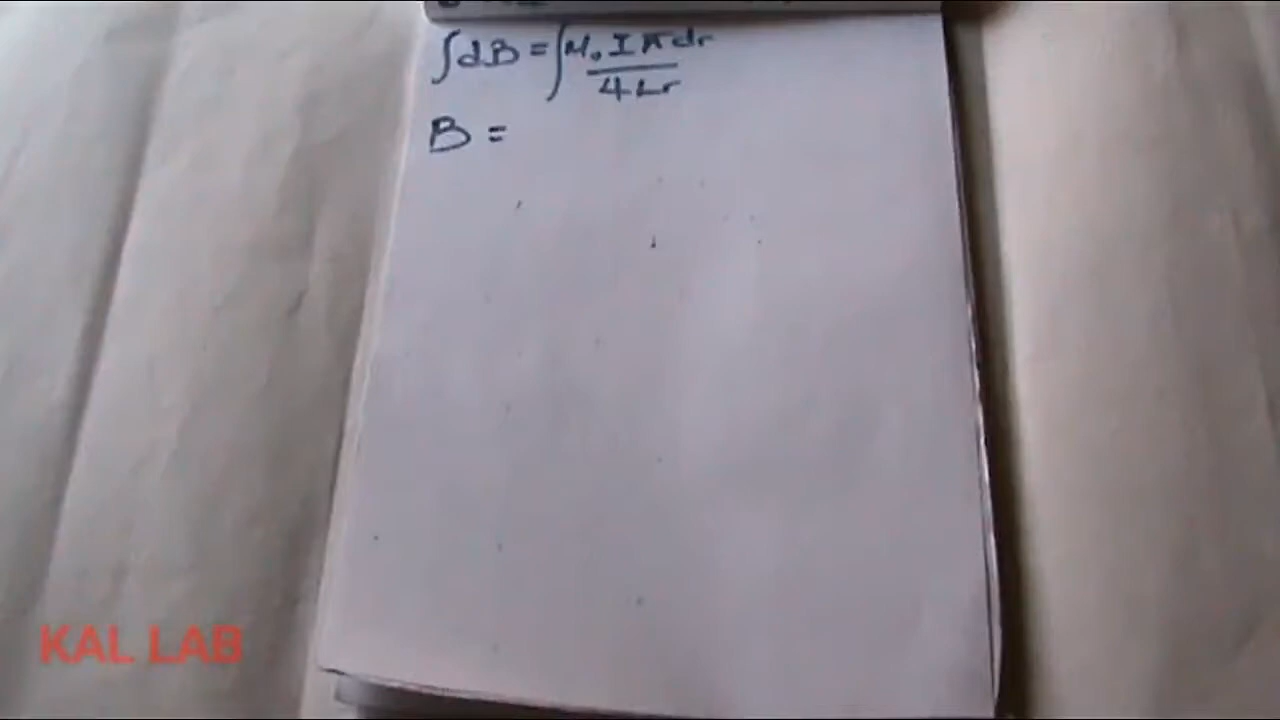 ∫dB = ∫ μ₀ I π dr / 4Lr
B =
KAL LAB